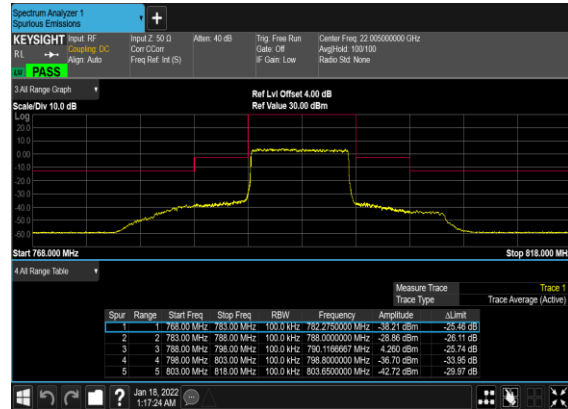 Spectrum Analyzer 1
Spurious Emissions
+
KEYSIGHT Input: RF Input Z: 50 Ω Atten: 40 dB Trig: Free Run Center Freq: 22.005000000 GHz
RL Coupling: DC Corr CCorr Gate: Off Avg|Hold: 100/100
Align: Auto Freq Ref: Int (S) IF Gain: Low Radio Std: None
LW PASS
3 All Range Graph
Ref Lvl Offset 4.00 dB
Scale/Div 10.0 dB Ref Value 30.00 dBm
Log
20.0
10.0
0.00
-10.0
-20.0
-30.0
-40.0
-50.0
-60.0
Start 768.000 MHz Stop 818.000 MH
4 All Range Table
Measure Trace Trace 1
Trace Type Trace Average (Active)
Spur Range Start Freq Stop Freq RBW Frequency Amplitude ΔLimit
1 1 768.00 MHz 783.00 MHz 100.0 kHz 782.2750000 MHz -38.21 dBm -25.46 dB
2 2 783.00 MHz 788.00 MHz 100.0 kHz 788.0000000 MHz -28.86 dBm -26.11 dB
3 3 788.00 MHz 798.00 MHz 100.0 kHz 790.1166667 MHz 4.260 dBm -25.74 dB
4 4 798.00 MHz 803.00 MHz 100.0 kHz 798.8000000 MHz -36.70 dBm -33.95 dB
5 5 803.00 MHz 818.00 MHz 100.0 kHz 803.6500000 MHz -42.72 dBm -29.97 dB
? Jan 18, 2022
1:17:24 AM